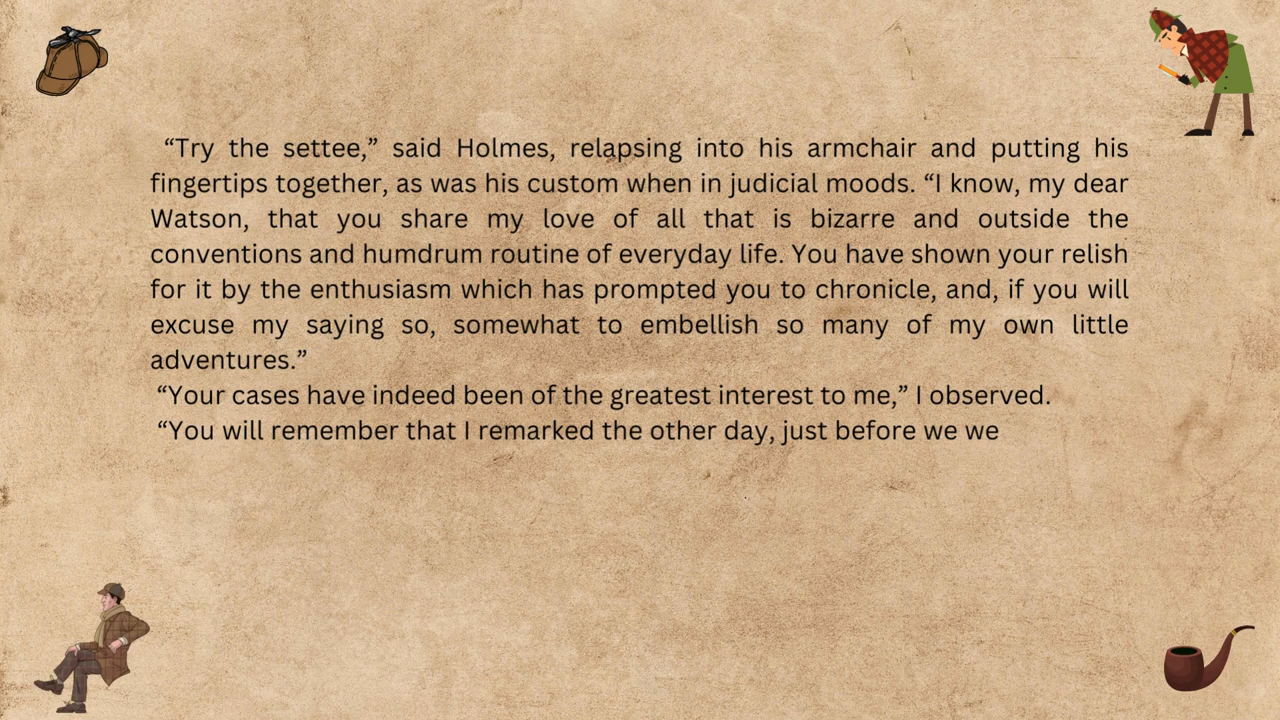 “Try the settee,” said Holmes, relapsing into his armchair and putting his
fingertips together, as was his custom when in judicial moods. “I know, my dear
Watson, that you share my love of all that is bizarre and outside the
conventions and humdrum routine of everyday life. You have shown your relish
for it by the enthusiasm which has prompted you to chronicle, and, if you will
excuse my saying so, somewhat to embellish so many of my own little
adventures.”
“Your cases have indeed been of the greatest interest to me,” I observed.
“You will remember that I remarked the other day, just before we we